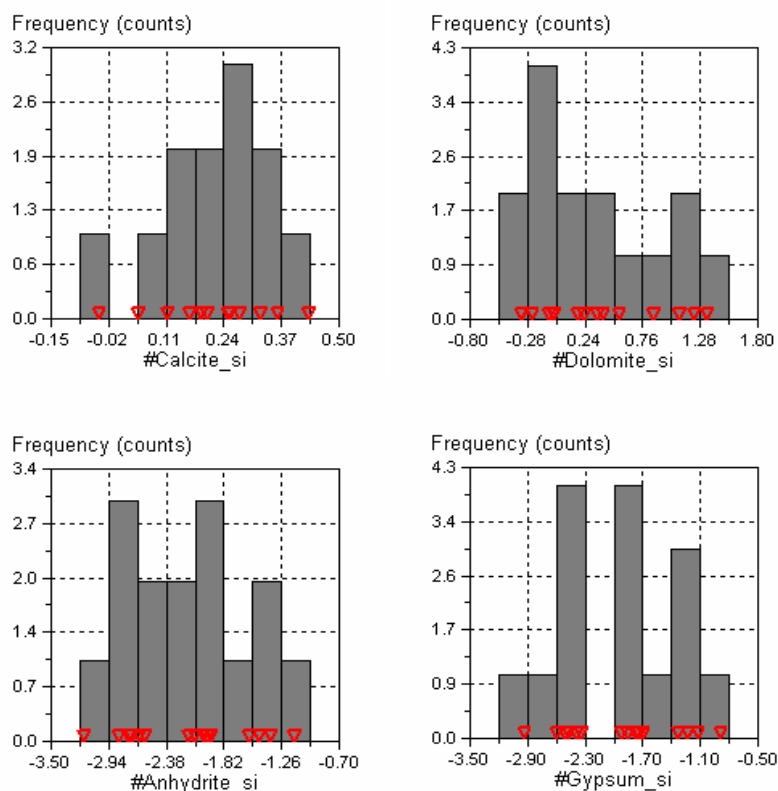 Frequency (counts)
3.2
2.6
1.9
1.3
0.6
0.0
-0.15 -0.02 0.11 0.24 0.37 0.50
#Calcite_si
Frequency (counts)
4.3
3.4
2.6
1.7
0.9
0.0
-0.80 -0.28 0.24 0.76 1.28 1.80
#Dolomite_si
Frequency (counts)
3.4
2.7
2.0
1.4
0.7
0.0
-3.50 -2.94 -2.38 -1.82 -1.26 -0.70
#Anhydrite_si
Frequency (counts)
4.3
3.4
2.6
1.7
0.9
0.0
-3.50 -2.90 -2.30 -1.70 -1.10 -0.50
#Gypsum_si